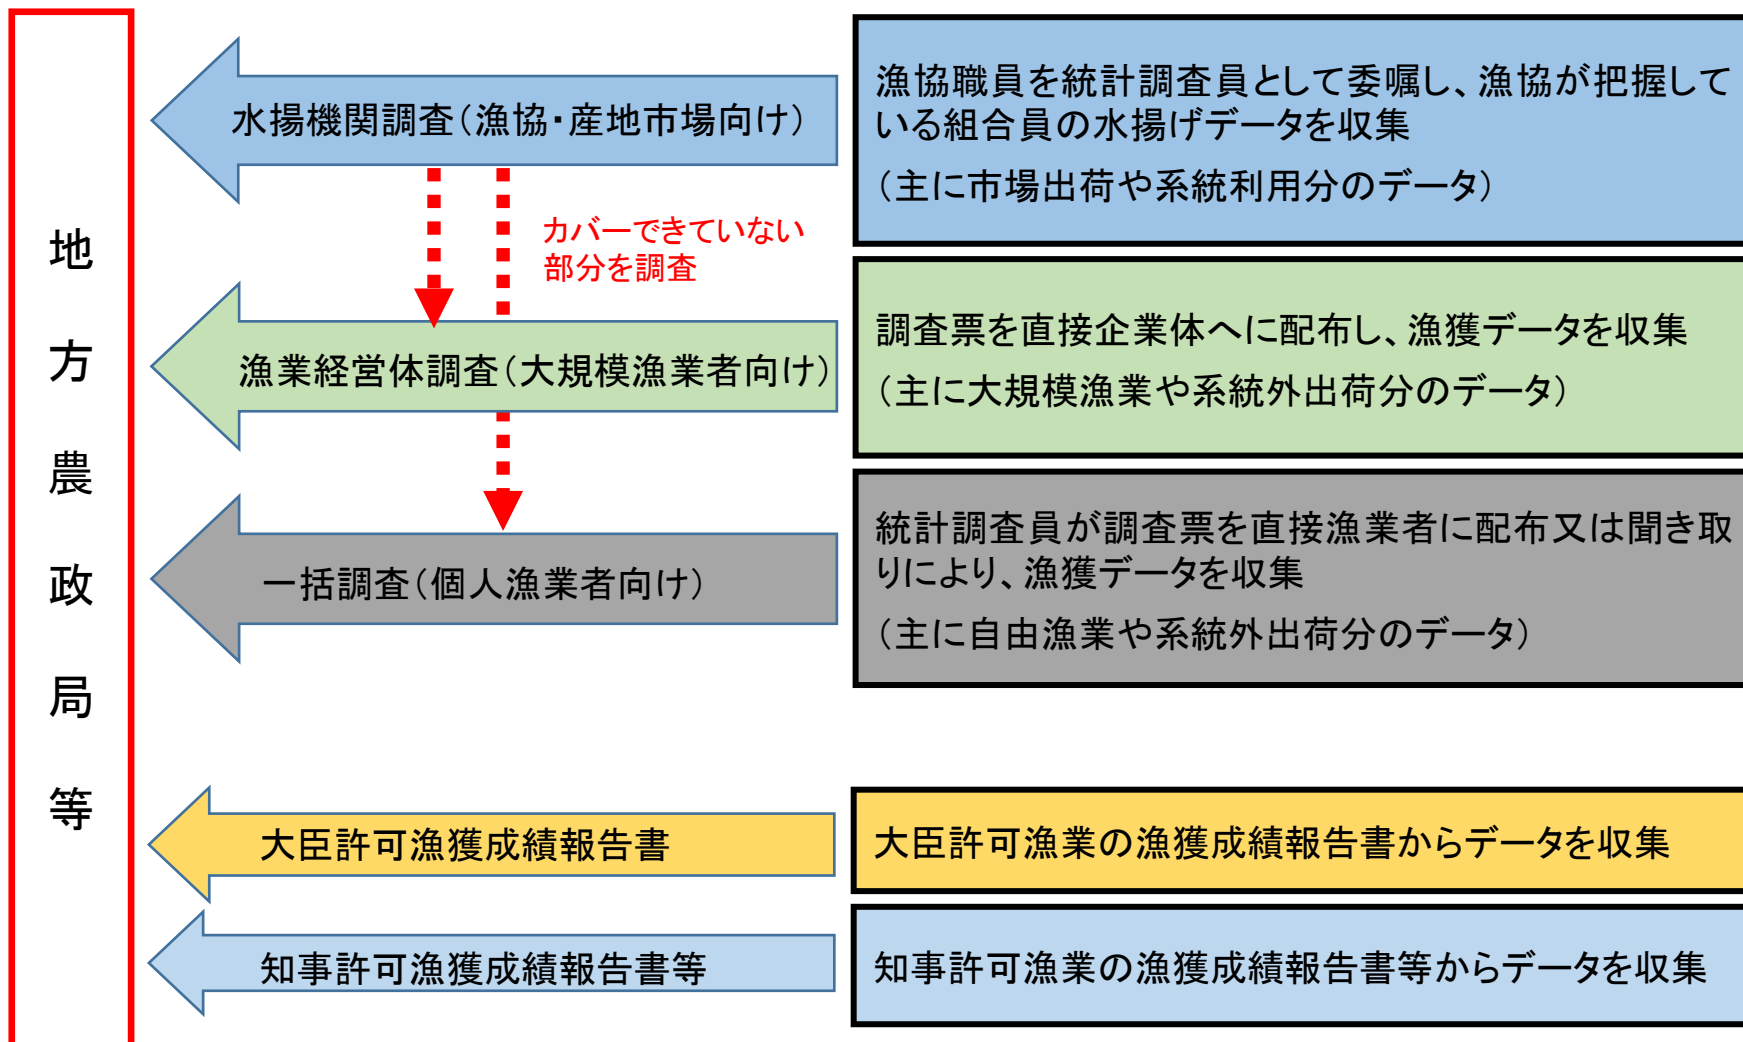 地方農政局等
水揚機関調査（漁協・産地市場向け）
漁協職員を統計調査員として委嘱し、漁協が把握して
いる組合員の水揚げデータを収集
（主に市場出荷や系統利用分のデータ）
カバーできていない
部分を調査
漁業経営体調査（大規模漁業者向け）
調査票を直接企業体へに配布し、漁獲データを収集
（主に大規模漁業や系統外出荷分のデータ）
一括調査（個人漁業者向け）
統計調査員が調査票を直接漁業者に配布又は聞き取
りにより、漁獲データを収集
（主に自由漁業や系統外出荷分のデータ）
大臣許可漁獲成績報告書
大臣許可漁業の漁獲成績報告書からデータを収集
知事許可漁獲成績報告書等
知事許可漁業の漁獲成績報告書等からデータを収集